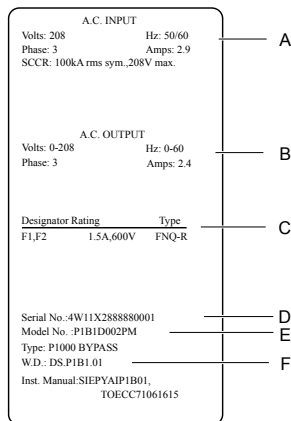 A.C. INPUT
Volts: 208 Hz: 50/60
Phase: 3 Amps: 2.9
SCCR: 100kA rms sym.,208V max.
A
A.C. OUTPUT
Volts: 0-208 Hz: 0-60
Phase: 3 Amps: 2.4
B
Designator Rating Type
C
F1,F2 1.5A,600V FNQ-R
Serial No.:4W11X2888880001
D
Model No. :P1B1D002PM
E
Type: P1000 BYPASS
W.D.: DS.P1B1.01
F
Inst. Manual:SIEPYAIP1B01,
TOECC71061615